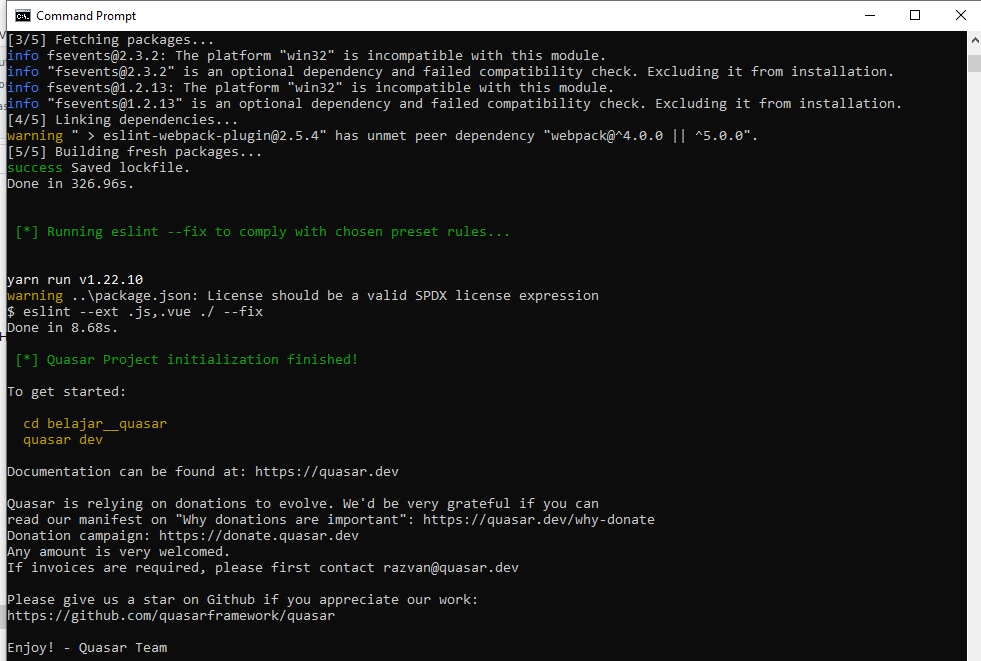 Command Prompt
[3/5] Fetching packages...
info fsevents@2.3.2: The platform "win32" is incompatible with this module.
info "fsevents@2.3.2" is an optional dependency and failed compatibility check. Excluding it from installation.
info fsevents@1.2.13: The platform "win32" is incompatible with this module.
info "fsevents@1.2.13" is an optional dependency and failed compatibility check. Excluding it from installation.
[4/5] Linking dependencies...
warning " > eslint-webpack-plugin@2.5.4" has unmet peer dependency "webpack@^4.0.0 || ^5.0.0".
[5/5] Building fresh packages...
success Saved lockfile.
Done in 326.96s.
[*] Running eslint --fix to comply with chosen preset rules...
yarn run v1.22.10
warning ..\package.json: License should be a valid SPDX license expression
$ eslint --ext .js,.vue ./ --fix
Done in 8.68s.
[*] Quasar Project initialization finished!
To get started:
cd belajar__quasar
quasar dev
Documentation can be found at: https://quasar.dev
Quasar is relying on donations to evolve. We'd be very grateful if you can
read our manifest on "Why donations are important": https://quasar.dev/why-donate
Donation campaign: https://donate.quasar.dev
Any amount is very welcomed.
If invoices are required, please first contact razvan@quasar.dev
Please give us a star on Github if you appreciate our work:
https://github.com/quasarframework/quasar
Enjoy! - Quasar Team